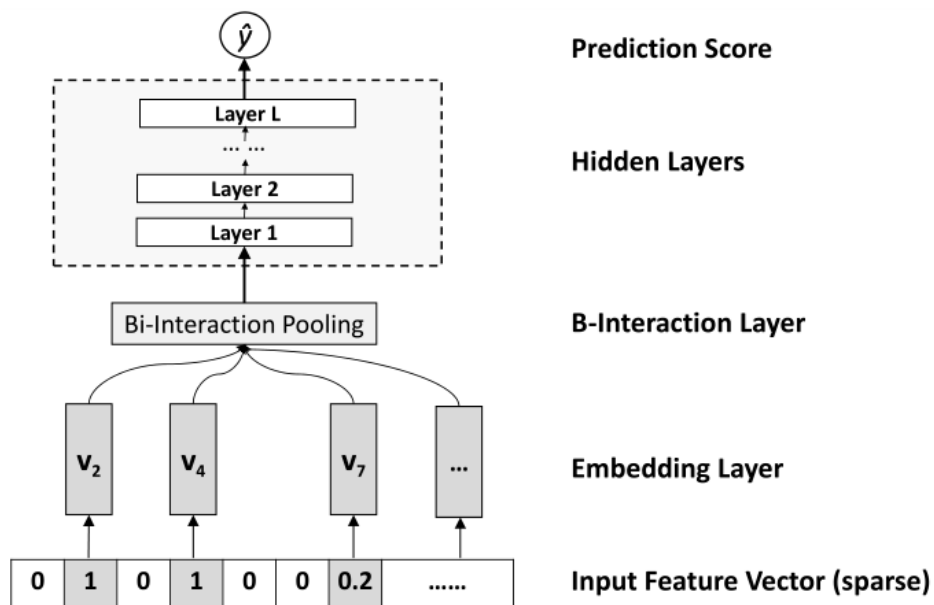 ŷ
Prediction Score
Layer L
... ...
Hidden Layers
Layer 2
Layer 1
Bi-Interaction Pooling
B-Interaction Layer
v₂
v₄
v₇
...
Embedding Layer
0 1 0 1 0 0 0.2 ......
Input Feature Vector (sparse)